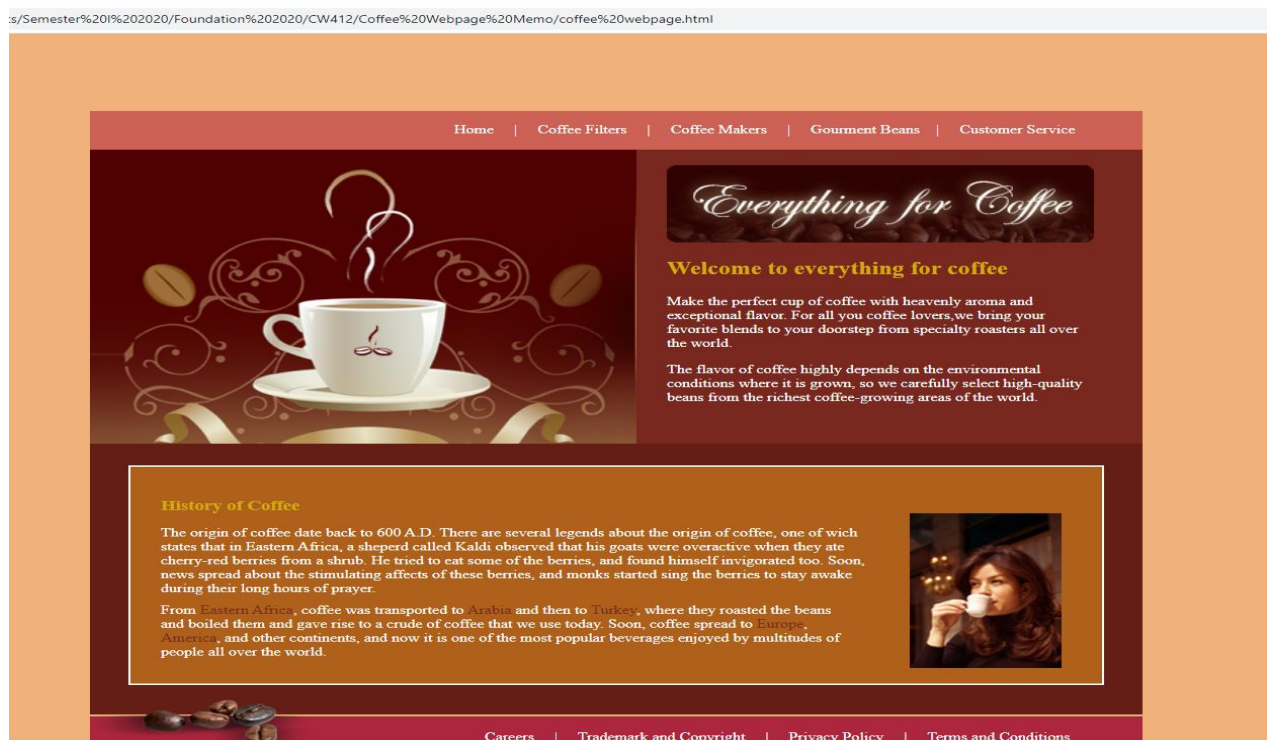 s/Semester%20I%202020/Foundation%202020/CW412/Coffee%20Webpage%20Memo/coffee%20webpage.html
Home | Coffee Filters | Coffee Makers | Gourment Beans | Customer Service
Everything for Coffee
Welcome to everything for coffee
Make the perfect cup of coffee with heavenly aroma and
exceptional flavor. For all you coffee lovers,we bring your
favorite blends to your doorstep from specialty roasters all over
the world.
The flavor of coffee highly depends on the environmental
conditions where it is grown, so we carefully select high-quality
beans from the richest coffee-growing areas of the world.
History of Coffee
The origin of coffee date back to 600 A.D. There are several legends about the origin of coffee, one of wich
states that in Eastern Africa, a sheperd called Kaldi observed that his goats were overactive when they ate
cherry-red berries from a shrub. He tried to eat some of the berries, and found himself invigorated too. Soon,
news spread about the stimulating affects of these berries, and monks started sing the berries to stay awake
during their long hours of prayer.
From Eastern Africa, coffee was transported to Arabia and then to Turkey, where they roasted the beans
and boiled them and gave rise to a crude of coffee that we use today. Soon, coffee spread to Europe,
America, and other continents, and now it is one of the most popular beverages enjoyed by multitudes of
people all over the world.
Careers | Trademark and Copyright | Privacy Policy | Terms and Conditions